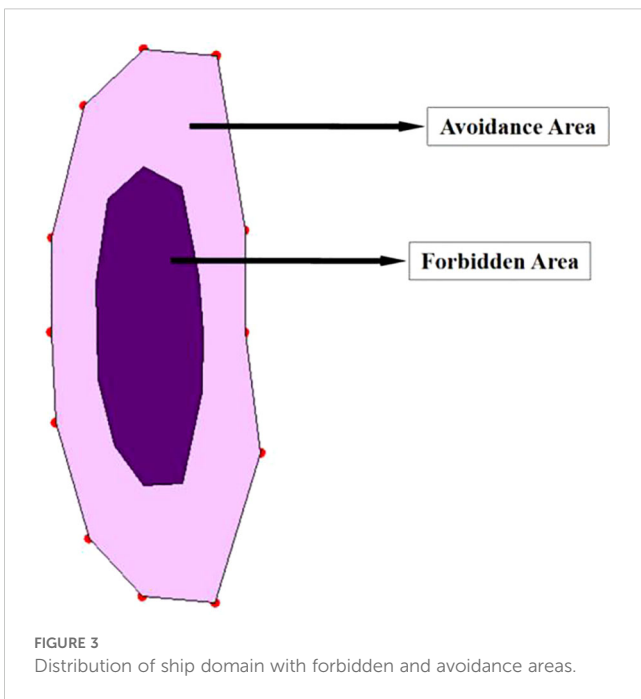 Avoidance Area
Forbidden Area
FIGURE 3
Distribution of ship domain with forbidden and avoidance areas.